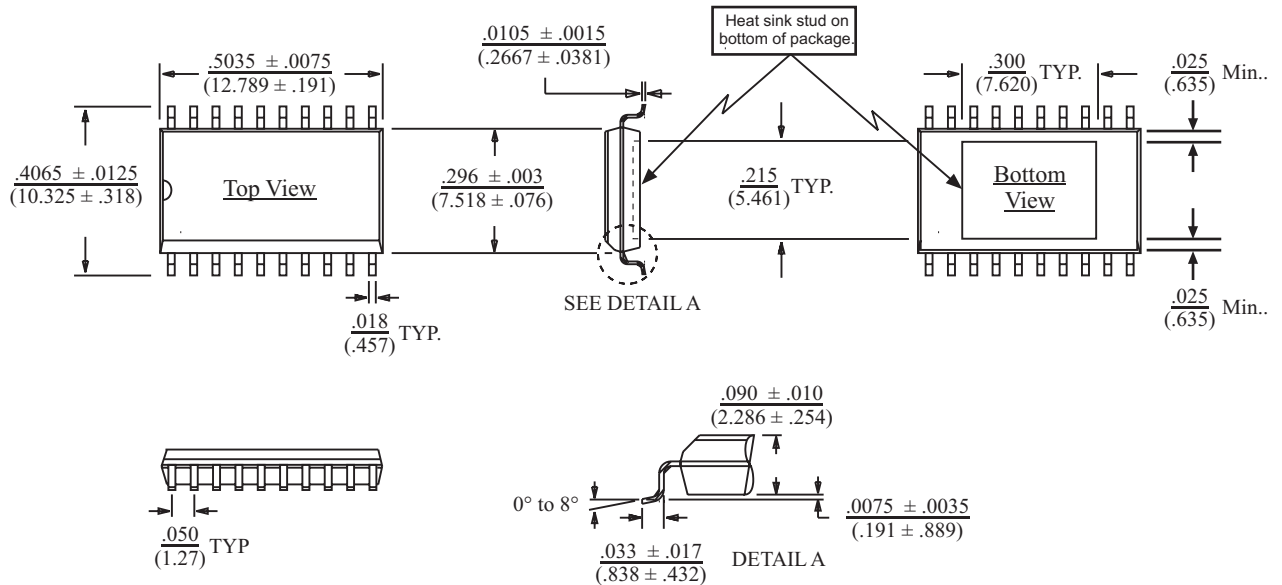 Heat sink stud on
bottom of package.
.5035 ± .0075
(12.789 ± .191)
.0105 ± .0015
(.2667 ± .0381)
.300
(7.620)
TYP.
.025
(.635)
Min..
.4065 ± .0125
(10.325 ± .318)
Top View
.296 ± .003
(7.518 ± .076)
.215
(5.461)
TYP.
Bottom
View
SEE DETAIL A
.018
(.457)
TYP.
.025
(.635)
Min..
.090 ± .010
(2.286 ± .254)
0° to 8°
.0075 ± .0035
(.191 ± .889)
.050
(1.27)
TYP
.033 ± .017
(.838 ± .432)
DETAIL A